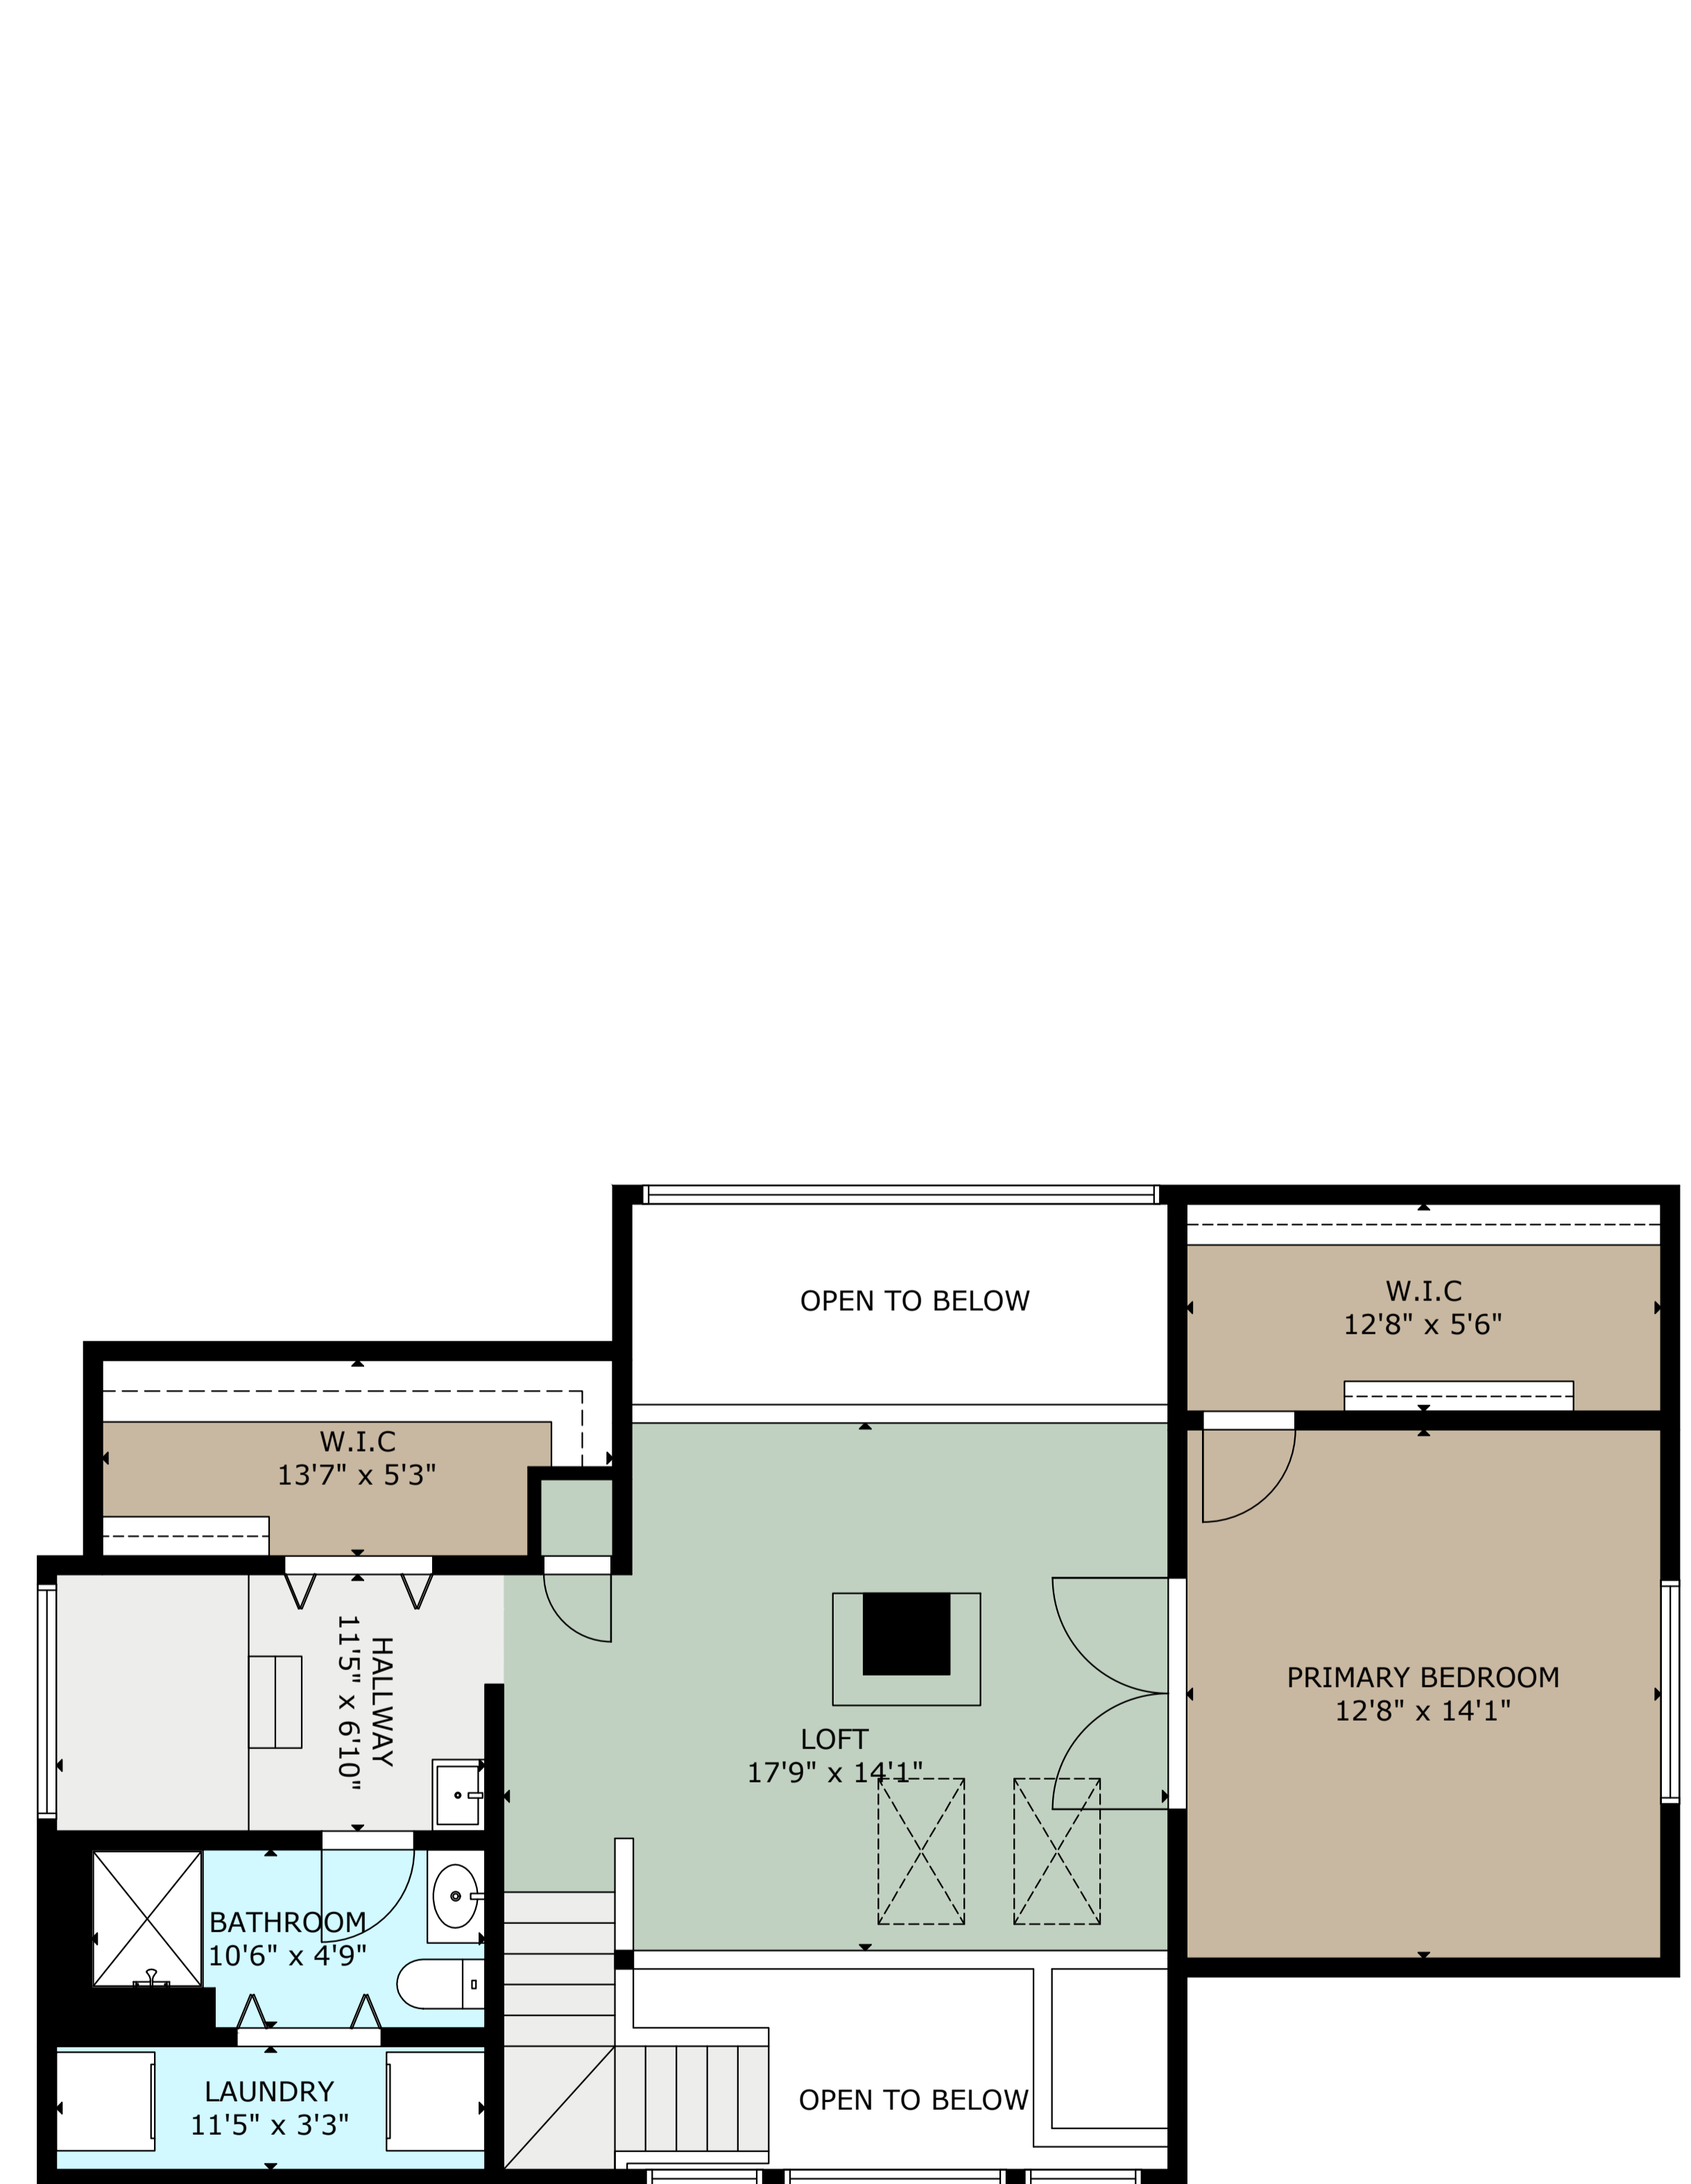 OPEN TO BELOW
W.I.C
12'8" x 5'6"
W.I.C
13'7" x 5'3"
HALLWAY
11'5" x 6'10"
PRIMARY BEDROOM
12'8" x 14'1"
LOFT
17'9" x 14'1"
BATHROOM
10'6" x 4'9"
LAUNDRY
11'5" x 3'3"
OPEN TO BELOW